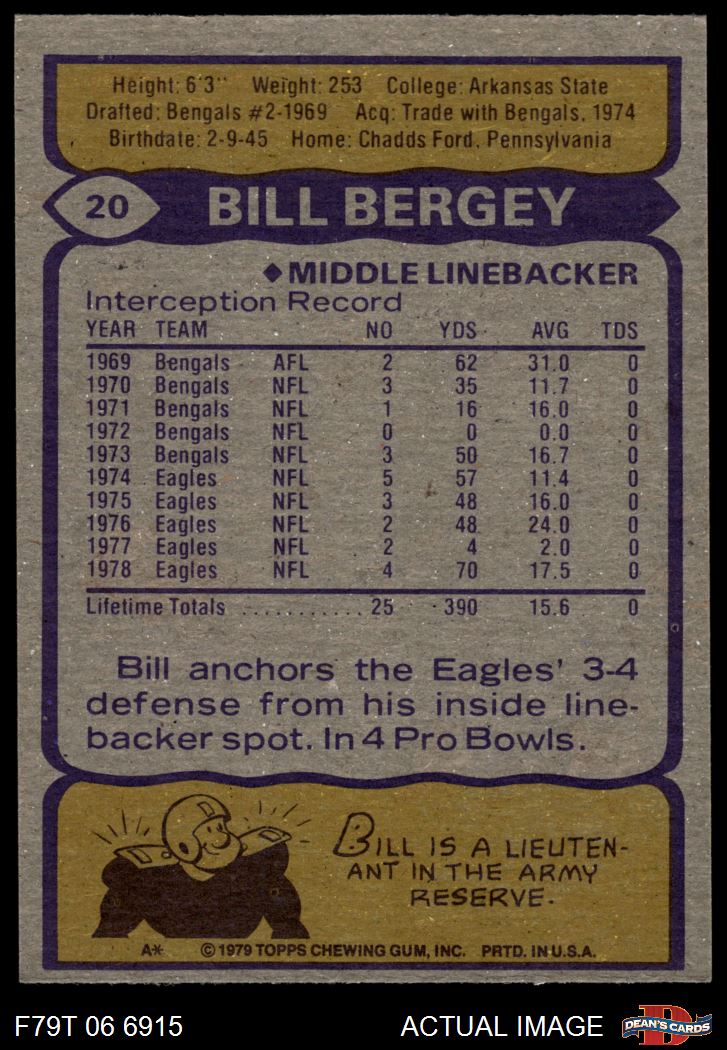 Height: 6'3" Weight: 253 College: Arkansas State
Drafted: Bengals #2-1969 Acq: Trade with Bengals, 1974
Birthdate: 2-9-45 Home: Chadds Ford, Pennsylvania
20 BILL BERGEY
◆ MIDDLE LINEBACKER
Interception Record
YEAR TEAM NO YDS AVG TDS
1969 Bengals AFL 2 62 31.0 0
1970 Bengals NFL 3 35 11.7 0
1971 Bengals NFL 1 16 16.0 0
1972 Bengals NFL 0 0 0.0 0
1973 Bengals NFL 3 50 16.7 0
1974 Eagles NFL 5 57 11.4 0
1975 Eagles NFL 3 48 16.0 0
1976 Eagles NFL 2 48 24.0 0
1977 Eagles NFL 2 4 2.0 0
1978 Eagles NFL 4 70 17.5 0
Lifetime Totals ............ 25 390 15.6 0
Bill anchors the Eagles' 3-4
defense from his inside line-
backer spot. In 4 Pro Bowls.
BILL IS A LIEUTEN-
ANT IN THE ARMY
RESERVE.
A* © 1979 TOPPS CHEWING GUM, INC. PRTD. IN U.S.A.
F79T 06 6915 ACTUAL IMAGE D DEAN'S CARDS